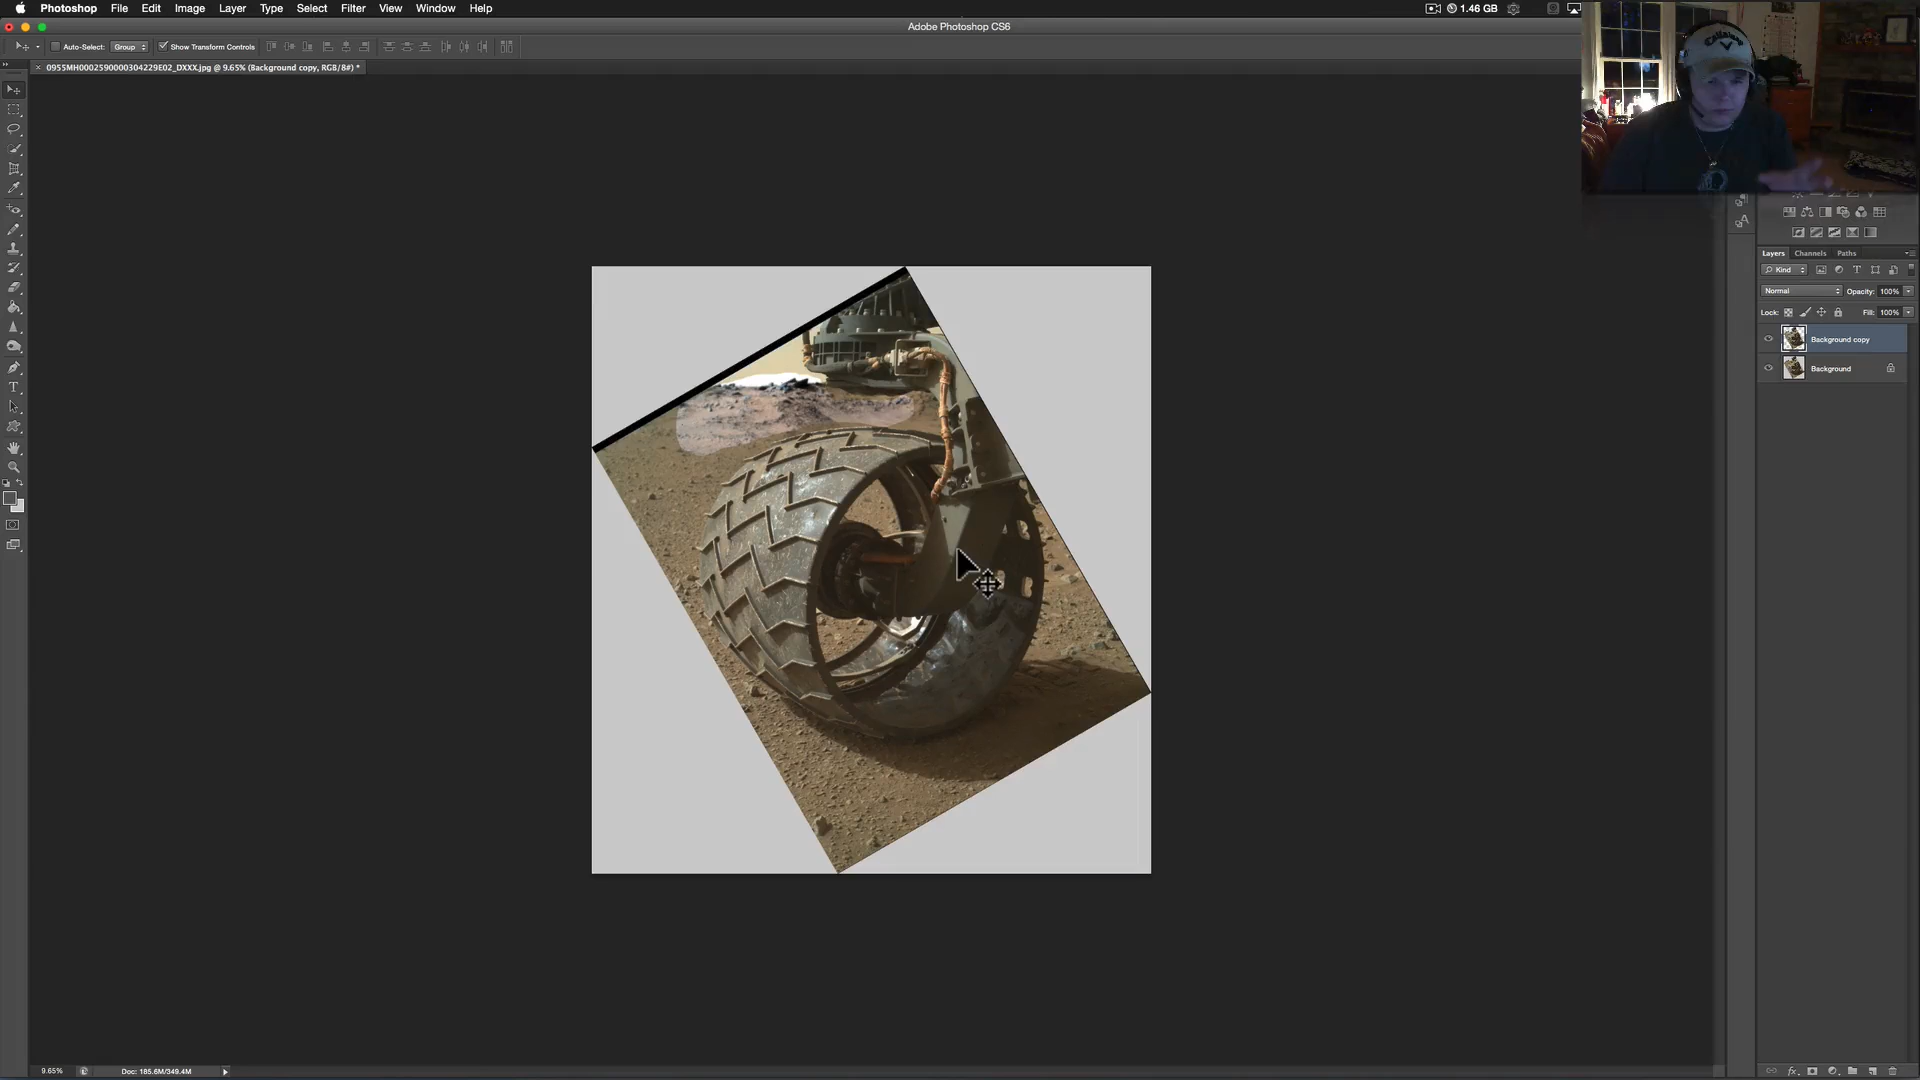 Photoshop File Edit Image Layer Type Select Filter View Window Help
1.46 GB
Adobe Photoshop CS6
Auto-Select: Group Show Transform Controls
0955MH0002590000304229E02_DXXX.jpg @ 9.65% (Background copy, RGB/8#) *
Callaway
Layers Channels Paths
Kind
Normal Opacity: 100%
Lock: Fill: 100%
Background copy
Background
9.65% Doc: 185.6M/349.4M